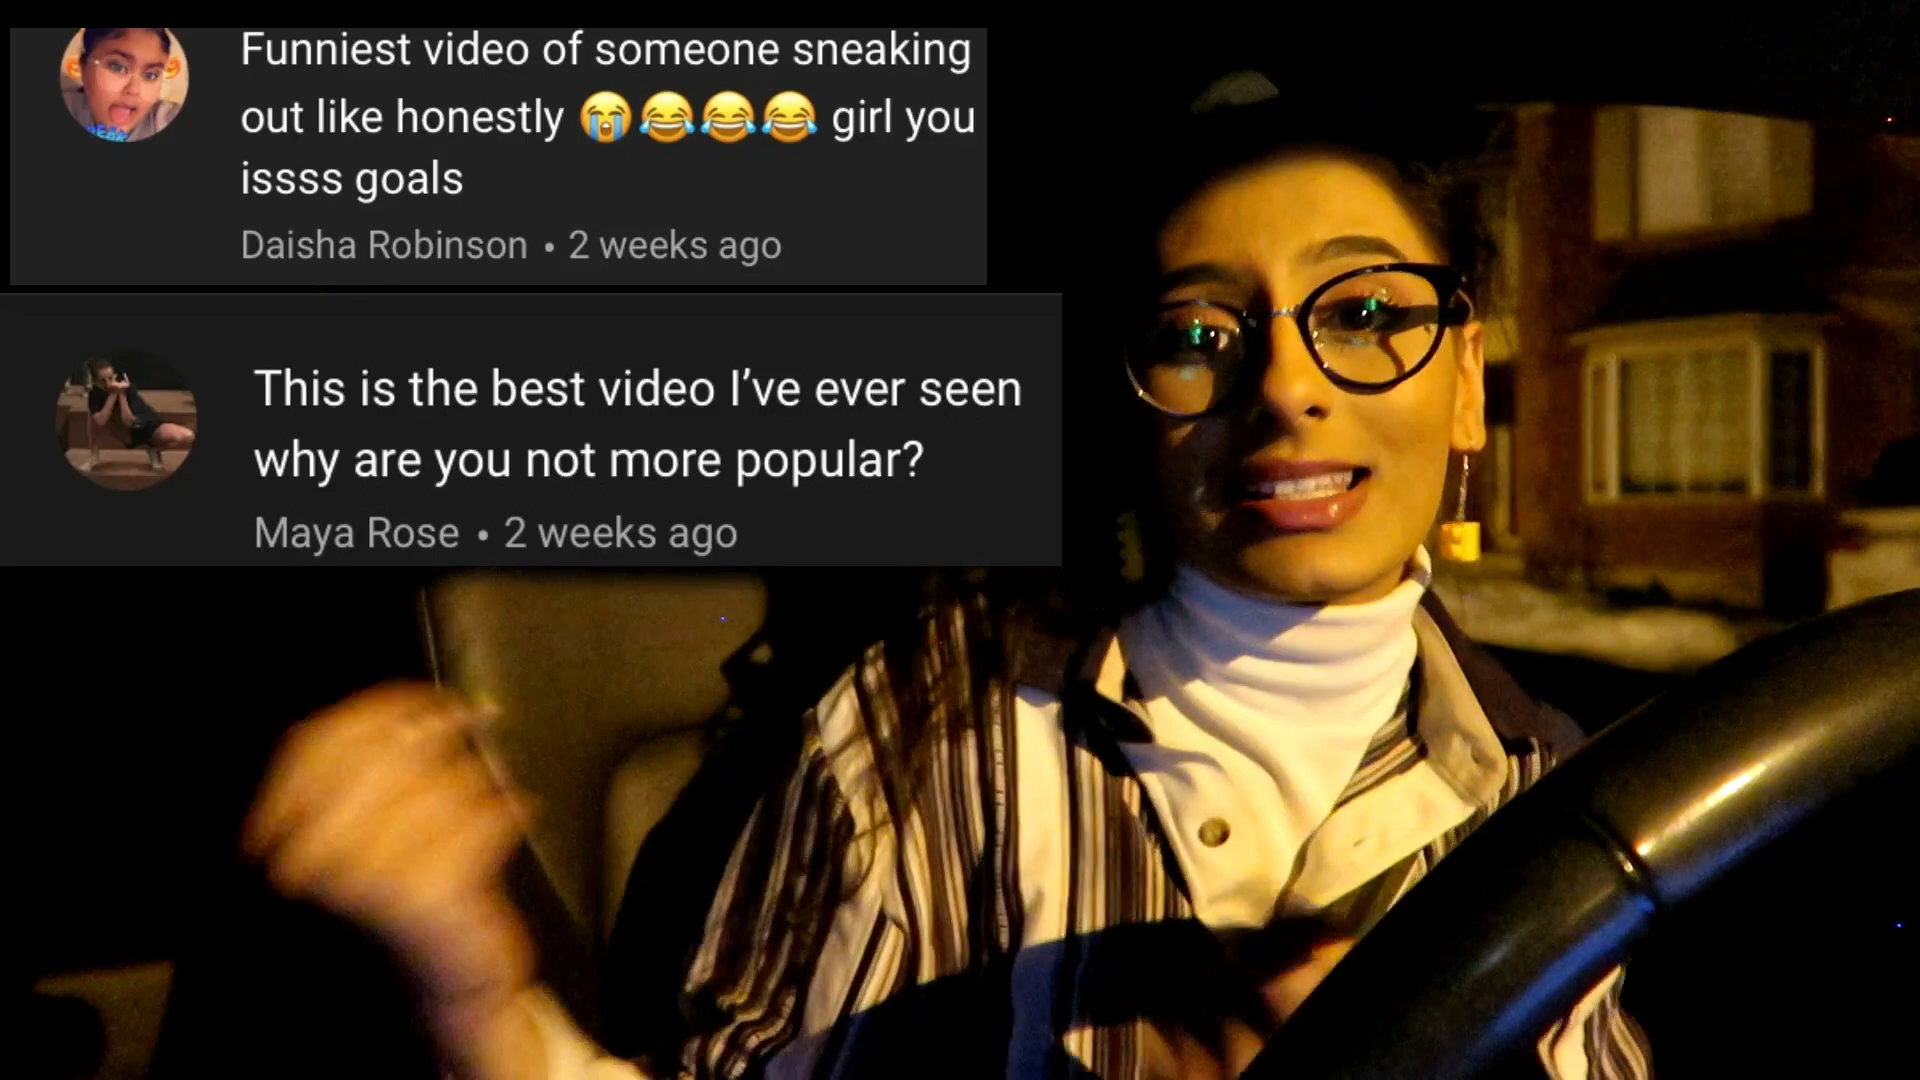 Funniest video of someone sneaking
out like honestly 😭😂😂😂 girl you
issss goals
Daisha Robinson • 2 weeks ago
This is the best video I’ve ever seen
why are you not more popular?
Maya Rose • 2 weeks ago